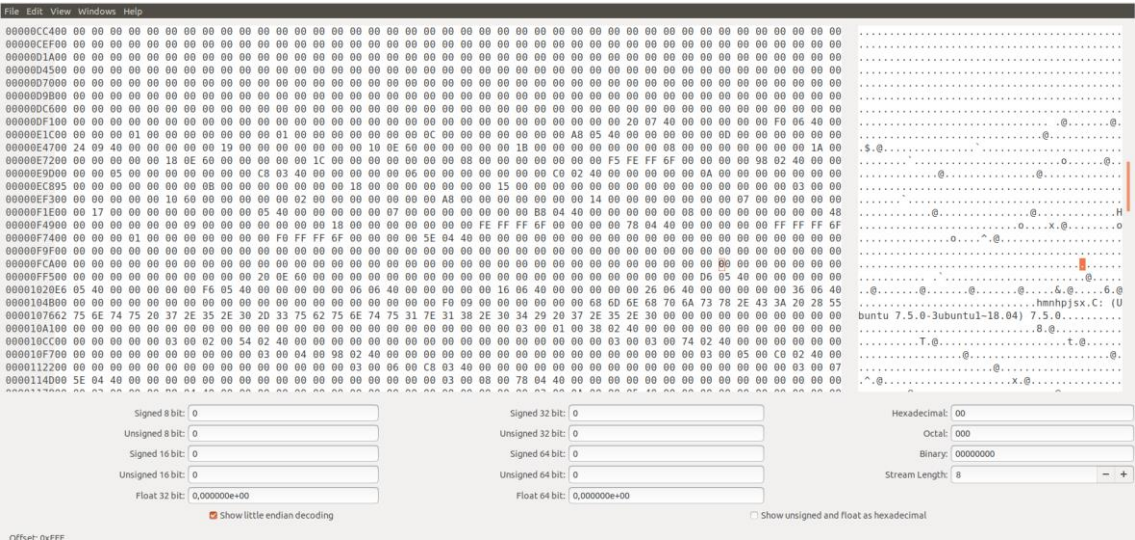 File Edit View Windows Help
00000CC400 00 00 00 00 00 00 00 00 00 00 00 00 00 00 00 00 00 00 00 00 00 00 00 00 00 00 00 00 00 00 00 00 00 00 00 00 00 00 00 00 00 00
00000CEF00 00 00 00 00 00 00 00 00 00 00 00 00 00 00 00 00 00 00 00 00 00 00 00 00 00 00 00 00 00 00 00 00 00 00 00 00 00 00 00 00 00 00
00000D1A00 00 00 00 00 00 00 00 00 00 00 00 00 00 00 00 00 00 00 00 00 00 00 00 00 00 00 00 00 00 00 00 00 00 00 00 00 00 00 00 00 00 00
00000D4500 00 00 00 00 00 00 00 00 00 00 00 00 00 00 00 00 00 00 00 00 00 00 00 00 00 00 00 00 00 00 00 00 00 00 00 00 00 00 00 00 00 00
00000D7000 00 00 00 00 00 00 00 00 00 00 00 00 00 00 00 00 00 00 00 00 00 00 00 00 00 00 00 00 00 00 00 00 00 00 00 00 00 00 00 00 00 00
00000D9B00 00 00 00 00 00 00 00 00 00 00 00 00 00 00 00 00 00 00 00 00 00 00 00 00 00 00 00 00 00 00 00 00 00 00 00 00 00 00 00 00 00 00
00000DC600 00 00 00 00 00 00 00 00 00 00 00 00 00 00 00 00 00 00 00 00 00 00 00 00 00 00 00 00 00 00 00 00 00 00 00 00 00 00 00 00 00 00
00000DF100 00 00 00 00 00 00 00 00 00 00 00 00 00 00 00 00 00 00 00 00 00 00 00 00 00 00 00 00 00 00 20 07 40 00 00 00 00 00 F0 06 40 00
00000E1C00 00 00 00 01 00 00 00 00 00 00 00 01 00 00 00 00 00 00 00 0C 00 00 00 00 00 00 00 A8 05 40 00 00 00 00 00 0D 00 00 00 00 00 00
00000E4700 24 09 40 00 00 00 00 00 19 00 00 00 00 00 00 00 10 0E 60 00 00 00 00 00 1B 00 00 00 00 00 00 00 08 00 00 00 00 00 00 00 1A 00
00000E7200 00 00 00 00 00 18 0E 60 00 00 00 00 00 1C 00 00 00 00 00 00 00 08 00 00 00 00 00 00 00 F5 FE FF 6F 00 00 00 00 00 98 02 40 00
00000E9D00 00 00 05 00 00 00 00 00 00 00 C8 03 40 00 00 00 00 00 06 00 00 00 00 00 00 00 C0 02 40 00 00 00 00 00 0A 00 00 00 00 00 00 00
00000EC895 00 00 00 00 00 00 00 0B 00 00 00 00 00 00 00 18 00 00 00 00 00 00 00 15 00 00 00 00 00 00 00 00 00 00 00 00 00 00 00 03 00 00
00000EF300 00 00 00 00 00 10 60 00 00 00 00 00 02 00 00 00 00 00 00 00 A8 00 00 00 00 00 00 00 14 00 00 00 00 00 00 00 07 00 00 00 00 00
00000F1E00 17 00 00 00 00 00 00 00 00 00 05 40 00 00 00 00 00 07 00 00 00 00 00 00 00 B8 04 40 00 00 00 00 00 08 00 00 00 00 00 00 00 48
00000F4900 00 00 00 00 00 00 09 00 00 00 00 00 00 00 18 00 00 00 00 00 00 00 FE FF FF 6F 00 00 00 00 78 04 40 00 00 00 00 00 FF FF FF 6F
00000F7400 00 00 00 01 00 00 00 00 00 00 00 F0 FF FF 6F 00 00 00 00 5E 04 40 00 00 00 00 00 00 00 00 00 00 00 00 00 00 00 00 00 00 00 00
00000F9F00 00 00 00 00 00 00 00 00 00 00 00 00 00 00 00 00 00 00 00 00 00 00 00 00 00 00 00 00 00 00 00 00 00 00 00 00 00 00 00 00 00 00
00000FCA00 00 00 00 00 00 00 00 00 00 00 00 00 00 00 00 00 00 00 00 00 00 00 00 00 00 00 00 00 00 00 00 00 00 00 00 00 00 00 00 00 00 00
00000FF500 00 00 00 00 00 00 00 00 00 00 20 0E 60 00 00 00 00 00 00 00 00 00 00 00 00 00 00 00 00 00 00 00 00 00 D6 05 40 00 00 00 00 00
00001020E6 05 40 00 00 00 00 00 F6 05 40 00 00 00 00 00 06 06 40 00 00 00 00 00 16 06 40 00 00 00 00 00 26 06 40 00 00 00 00 00 36 06 40
0000104B00 00 00 00 00 00 00 00 00 00 00 00 00 00 00 00 00 00 00 00 00 F0 09 00 00 00 00 00 00 68 6D 6E 68 70 6A 73 78 2E 43 3A 20 28 55 hmnhpjsx.C: (U
0000107662 75 6E 74 75 20 37 2E 35 2E 30 2D 33 75 62 75 6E 74 75 31 7E 31 38 2E 30 34 29 20 37 2E 35 2E 30 00 00 00 00 00 00 00 00 00 00 buntu 7.5.0-3ubuntu1~18.04) 7.5.0
000010A100 00 00 00 00 00 00 00 00 00 00 00 00 00 00 00 00 00 00 00 00 00 00 00 00 03 00 01 00 38 02 40 00 00 00 00 00 00 00 00 00 00 00
000010CC00 00 00 00 00 00 03 00 02 00 54 02 40 00 00 00 00 00 00 00 00 00 00 00 00 00 00 00 00 00 03 00 03 00 74 02 40 00 00 00 00 00 00
000010F700 00 00 00 00 00 00 00 00 00 00 03 00 04 00 98 02 40 00 00 00 00 00 00 00 00 00 00 00 00 00 00 00 00 00 03 00 05 00 C0 02 40 00
0000112200 00 00 00 00 00 00 00 00 00 00 00 00 00 00 00 03 00 06 00 C8 03 40 00 00 00 00 00 00 00 00 00 00 00 00 00 00 00 00 00 03 00 07
0000114D00 5E 04 40 00 00 00 00 00 00 00 00 00 00 00 00 00 00 00 00 00 03 00 08 00 78 04 40 00 00 00 00 00 00 00 00 00 00 00 00 00 00 00
Signed 8 bit: 0 Signed 32 bit: 0 Hexadecimal: 00
Unsigned 8 bit: 0 Unsigned 32 bit: 0 Octal: 000
Signed 16 bit: 0 Signed 64 bit: 0 Binary: 00000000
Unsigned 16 bit: 0 Unsigned 64 bit: 0 Stream Length: 8 − +
Float 32 bit: 0,000000e+00 Float 64 bit: 0,000000e+00
Show little endian decoding Show unsigned and float as hexadecimal
Offset: 0xFFF